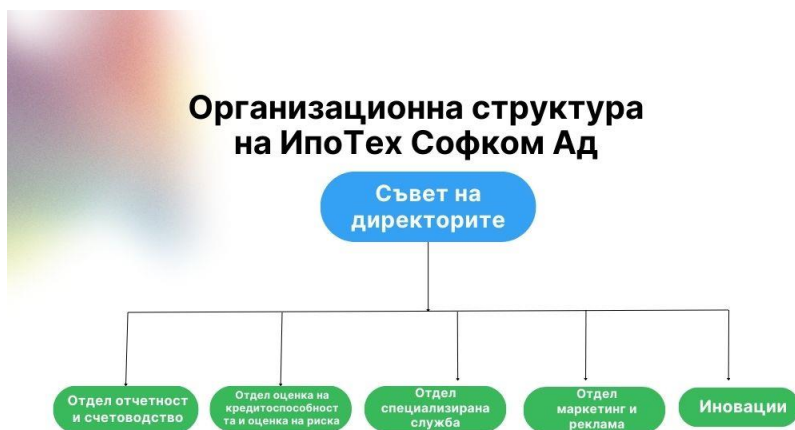 Организационна структура
на ИпоТех Софком Ад
Съвет на
директорите
Отдел отчетност
и счетоводство
Отдел оценка на
кредитоспособност
та и оценка на риска
Отдел
специализирана
служба
Отдел
маркетинг и
реклама
Иновации